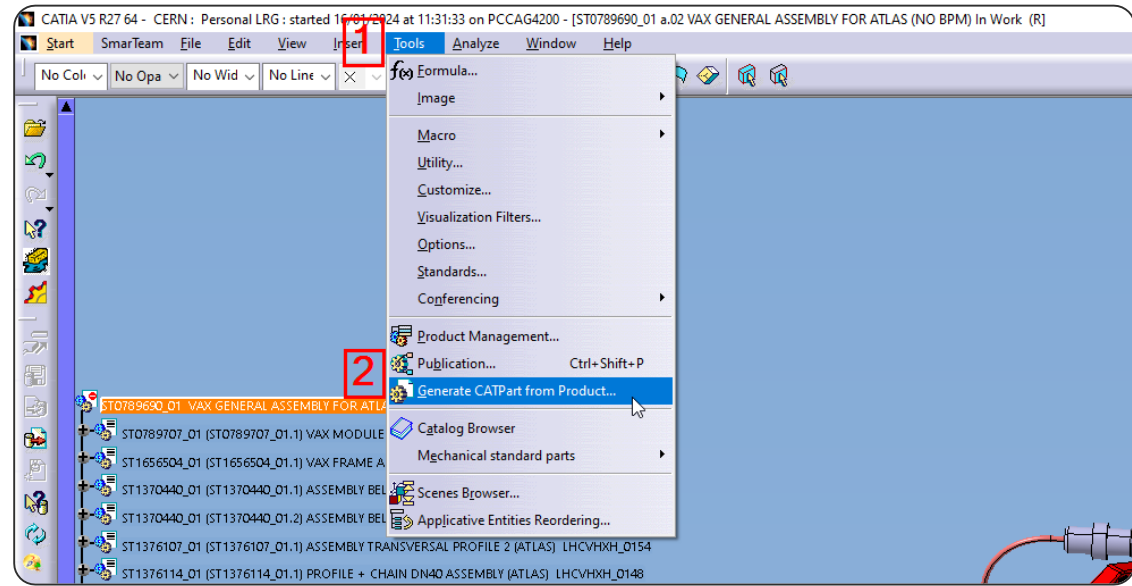 CATIA V5 R27 64 - CERN : Personal LRG : started 16/01/2024 at 11:31:33 on PCCAG4200 - [ST0789690_01 a.02 VAX GENERAL ASSEMBLY FOR ATLAS (NO BPM) In Work (R]
Start SmarTeam File Edit View Insert Tools Analyze Window Help
1
No Col No Opa No Wid No Line
Formula...
Image
Macro
Utility...
Customize...
Visualization Filters...
Options...
Standards...
Conferencing
Product Management...
Publication... Ctrl+Shift+P
2
Generate CATPart from Product...
Catalog Browser
Mechanical standard parts
Scenes Browser...
Applicative Entities Reordering...
ST0789690_01 VAX GENERAL ASSEMBLY FOR ATLA
ST0789707_01 (ST0789707_01.1) VAX MODULE
ST1656504_01 (ST1656504_01.1) VAX FRAME A
ST1370440_01 (ST1370440_01.1) ASSEMBLY BEL
ST1370440_01 (ST1370440_01.2) ASSEMBLY BEL
ST1376107_01 (ST1376107_01.1) ASSEMBLY TRANSVERSAL PROFILE 2 (ATLAS) LHCVHXH_0154
ST1376114_01 (ST1376114_01.1) PROFILE + CHAIN DN40 ASSEMBLY (ATLAS) LHCVHXH_0148